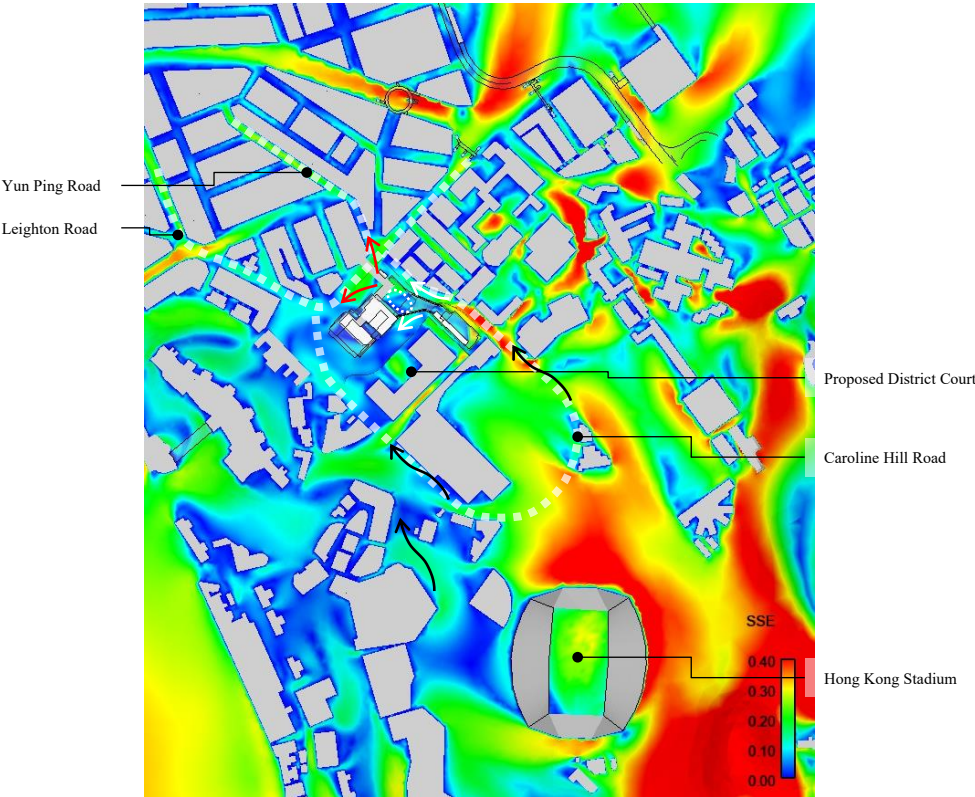 Yun Ping Road
Leighton Road
Proposed District Court
Caroline Hill Road
SSE
0.40
0.30
0.20
0.10
0.00
Hong Kong Stadium